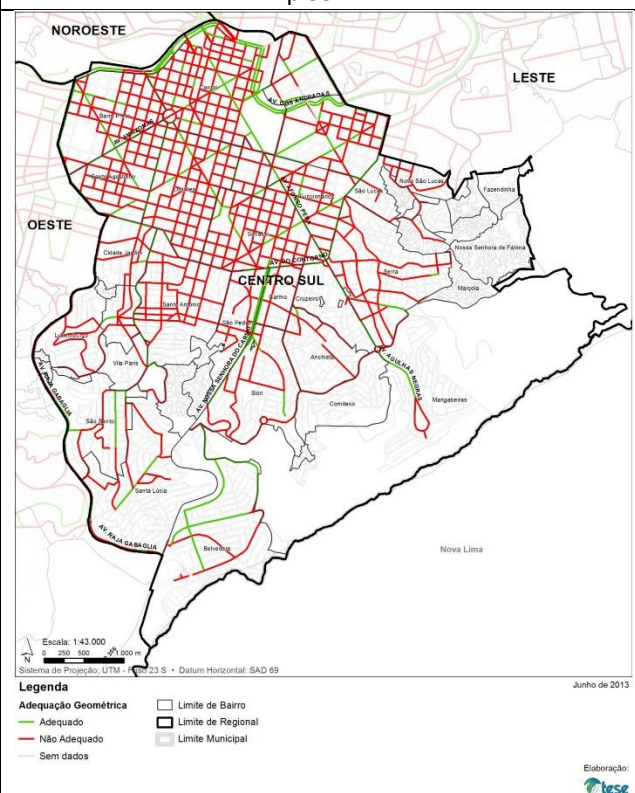 NOROESTE
LESTE
Centro
AV. DOS ANDRADAS
Barro Preto
AV. AMAZONAS
Santo Agostinho
Lourdes
Funcionários
AV. AFONSO PENA
São Lucas
Novo São Lucas
Fazendinha
OESTE
Savassi
Nossa Senhora de Fátima
Cidade Jardim
AV. DO CONTORNO
Serra
CENTRO SUL
Marçola
Santo Antônio
Carmo
Cruzeiro
São Pedro
Luxemburgo
Vila Paris
Anchieta
AV. AGULHAS NEGRAS
AV. RAJA GABAGLIA
AV. NOSSA SENHORA DO CARMO
Sion
Comiteco
Mangabeiras
São Bento
Santa Lúcia
AV. RAJA GABAGLIA
Belvedere
Nova Lima
Escala: 1:43.000
0 250 500 1.000 m
N
Sistema de Projeção: UTM - Fuso 23 S • Datum Horizontal: SAD 69
Legenda
Junho de 2013
Adequação Geométrica
Limite de Bairro
Adequado
Limite de Regional
Não Adequado
Limite Municipal
Sem dados
Elaboração:
tese